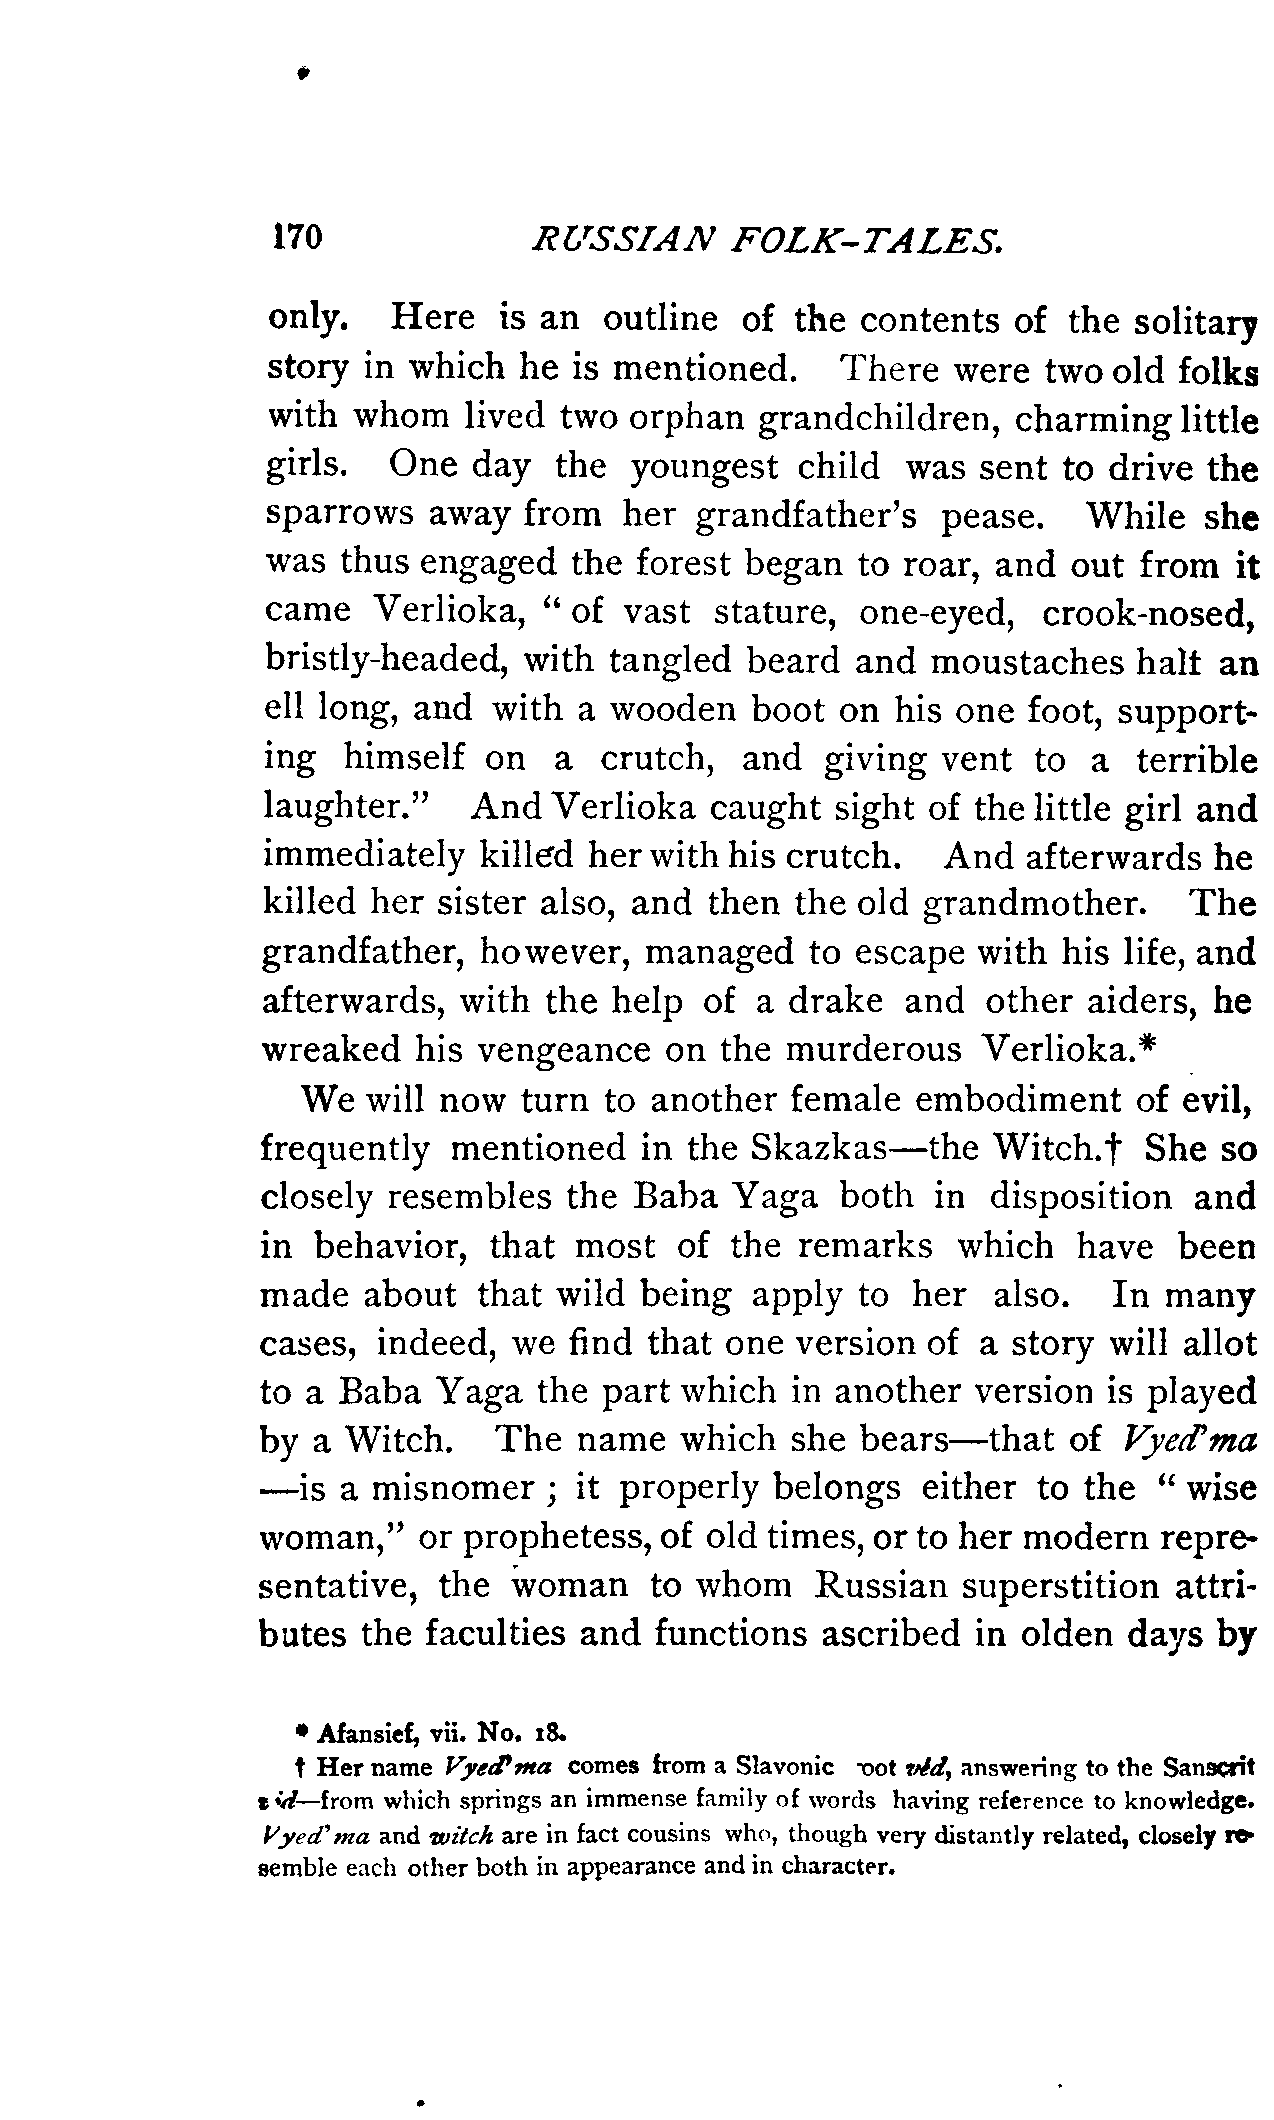 170 RUSSIAN FOLK-TALES.
only. Here is an outline of the contents of the solitary
story in which he is mentioned. There were two old folks
with whom lived two orphan grandchildren, charming little
girls. One day the youngest child was sent to drive the
sparrows away from her grandfather's pease. While she
was thus engaged the forest began to roar, and out from it
came Verlioka, “ of vast stature, one-eyed, crook-nosed,
bristly-headed, with tangled beard and moustaches half an
ell long, and with a wooden boot on his one foot, support-
ing himself on a crutch, and giving vent to a terrible
laughter.” And Verlioka caught sight of the little girl and
immediately killed her with his crutch. And afterwards he
killed her sister also, and then the old grandmother. The
grandfather, however, managed to escape with his life, and
afterwards, with the help of a drake and other aiders, he
wreaked his vengeance on the murderous Verlioka.*
We will now turn to another female embodiment of evil,
frequently mentioned in the Skazkas—the Witch.† She so
closely resembles the Baba Yaga both in disposition and
in behavior, that most of the remarks which have been
made about that wild being apply to her also. In many
cases, indeed, we find that one version of a story will allot
to a Baba Yaga the part which in another version is played
by a Witch. The name which she bears—that of Vyed'ma
—is a misnomer ; it properly belongs either to the “ wise
woman,” or prophetess, of old times, or to her modern repre-
sentative, the woman to whom Russian superstition attri-
butes the faculties and functions ascribed in olden days by
* Afansief, vii. No. 18.
† Her name Vyed'ma comes from a Slavonic root véd, answering to the Sanscrit
vid—from which springs an immense family of words having reference to knowledge.
Vyed'ma and witch are in fact cousins who, though very distantly related, closely re-
semble each other both in appearance and in character.